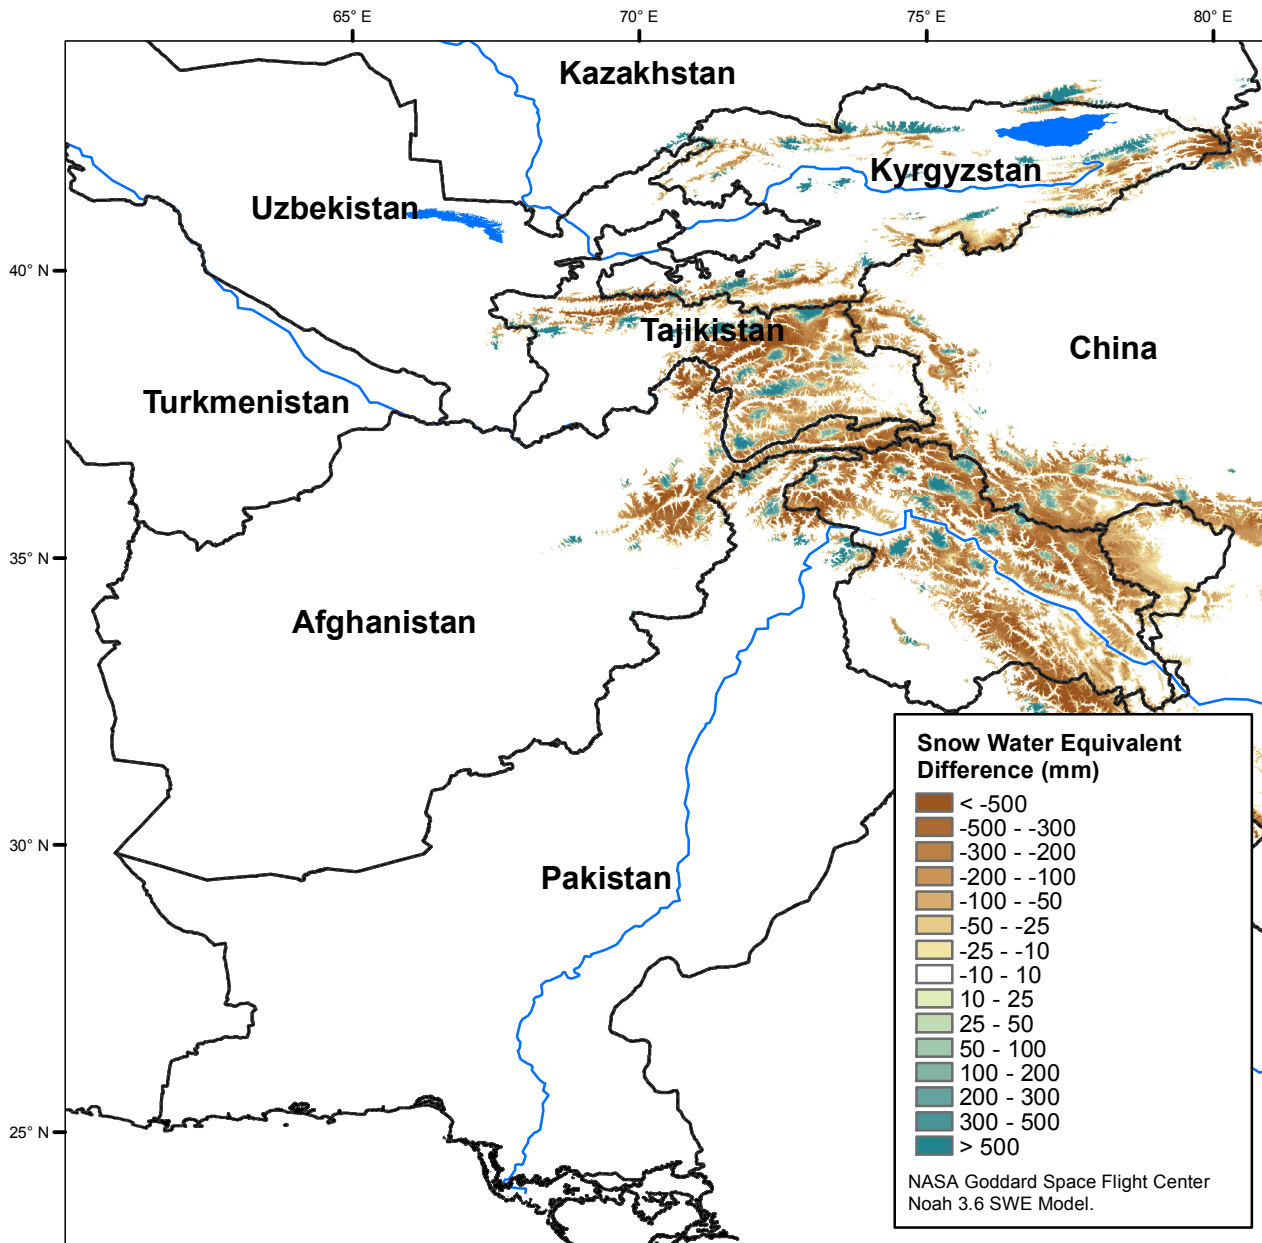 65° E
70° E
75° E
80° E
Kazakhstan
Kyrgyzstan
Uzbekistan
40° N
Tajikistan
China
Turkmenistan
35° N
Afghanistan
Snow Water Equivalent
Difference (mm)
< -500
-500 - -300
-300 - -200
-200 - -100
-100 - -50
-50 - -25
-25 - -10
-10 - 10
10 - 25
25 - 50
50 - 100
100 - 200
200 - 300
300 - 500
> 500
NASA Goddard Space Flight Center
Noah 3.6 SWE Model.
30° N
Pakistan
25° N